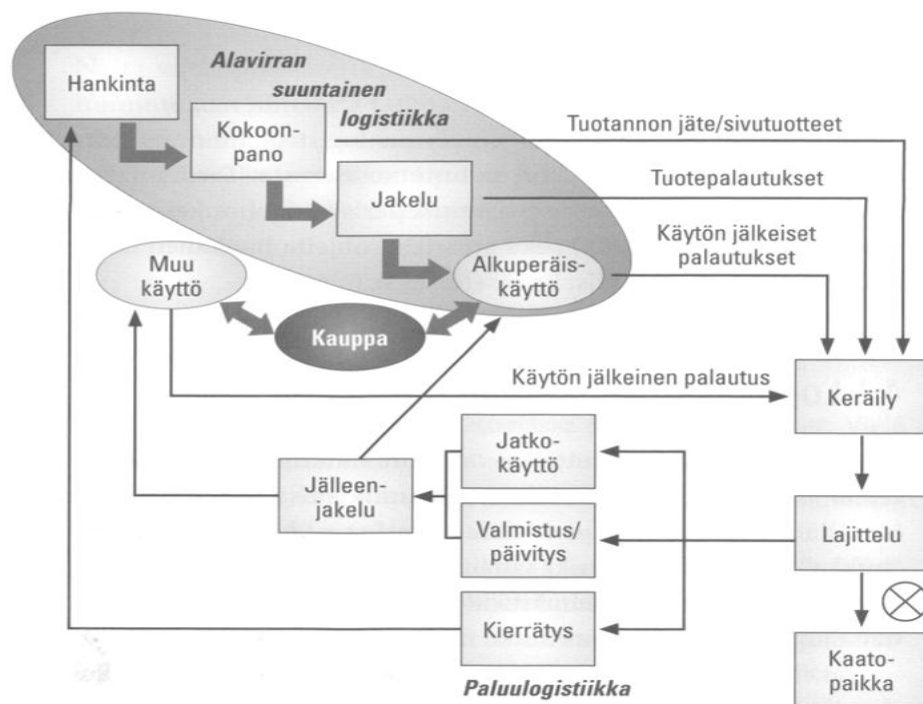 Hankinta
Alavirran
suuntainen
logistiikka
Kokoon-
pano
Tuotannon jäte/sivutuotteet
Jakelu
Tuotepalautukset
Muu
käyttö
Alkuperäis-
käyttö
Käytön jälkeiset
palautukset
Kauppa
Käytön jälkeinen palautus
Keräily
Jatko-
käyttö
Jälleen-
jakelu
Valmistus/
päivitys
Lajittelu
Kierrätys
Kaato-
paikka
Paluulogistiikka